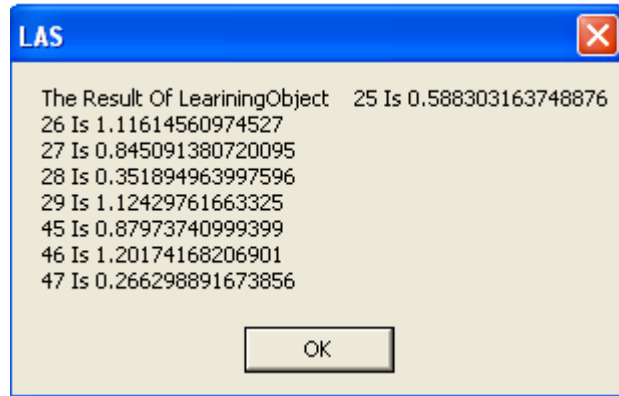 LAS
The Result Of LeariningObject 25 Is 0.588303163748876
26 Is 1.11614560974527
27 Is 0.845091380720095
28 Is 0.351894963997596
29 Is 1.12429761663325
45 Is 0.87973740999399
46 Is 1.20174168206901
47 Is 0.266298891673856
OK